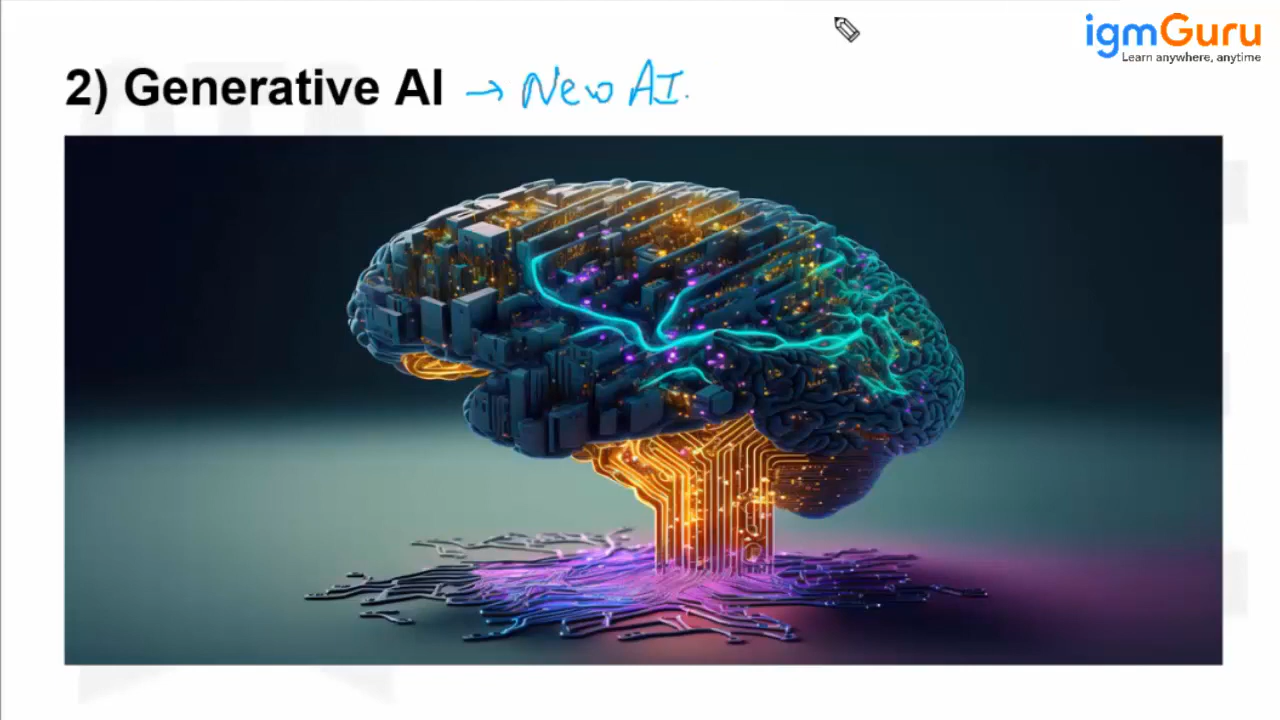 igmGuru
Learn anywhere, anytime
2) Generative AI → New AI.